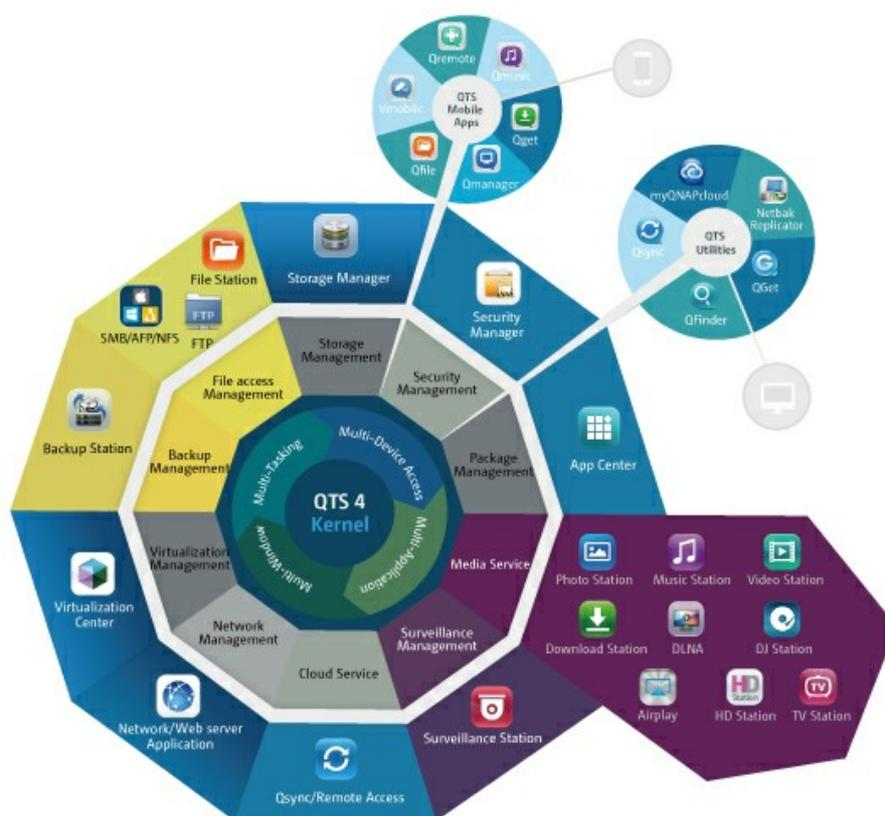 Qremote
Qmusic
Vmobile
QTS
Mobile
Apps
Qget
Qfile
Qmanager
myQNAPcloud
Netbak
Replicator
Qsync
QTS
Utilities
QGet
QFinder
File Station
Storage Manager
Security
Manager
SMB/AFP/NFS
FTP
FTP
Backup Station
App Center
Storage
Management
File access
Management
Security
Management
Backup
Management
Package
Management
Multi-Tasking
Multi-Device Access
Multi-Window
Multi-Application
QTS 4
Kernel
Virtualization
Management
Media Service
Network
Management
Surveillance
Management
Cloud Service
Virtualization
Center
Network/Web server
Application
Qsync/Remote Access
Surveillance Station
Photo Station
Music Station
Video Station
Download Station
DLNA
DJ Station
Airplay
HD
Station
HD Station
TV
TV Station